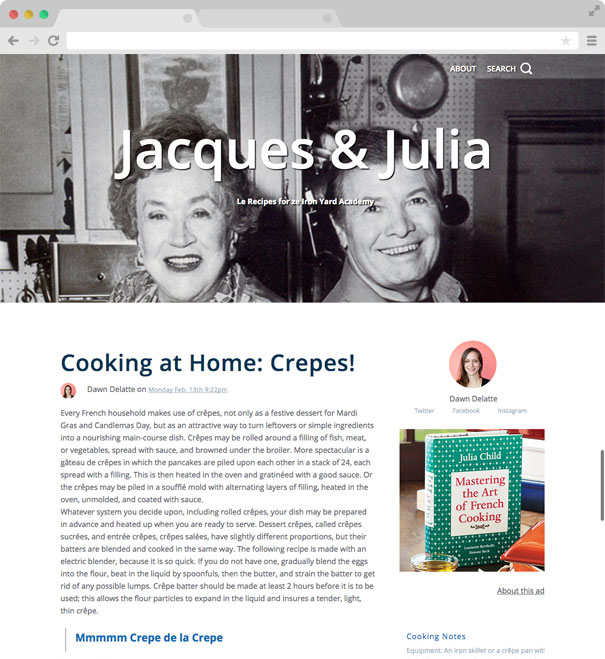 ABOUT SEARCH
Jacques & Julia
Le Recipes for ze Iron Yard Academy
Cooking at Home: Crepes!
Dawn Delatte on Monday Feb. 13th 9:22pm
Every French household makes use of crêpes, not only as a festive dessert for Mardi
Gras and Candlemas Day, but as an attractive way to turn leftovers or simple ingredients
into a nourishing main-course dish. Crêpes may be rolled around a filling of fish, meat,
or vegetables, spread with sauce, and browned under the broiler. More spectacular is a
gâteau de crêpes in which the pancakes are piled upon each other in a stack of 24, each
spread with a filling. This is then heated in the oven and gratinéed with a good sauce. Or
the crêpes may be piled in a soufflé mold with alternating layers of filling, heated in the
oven, unmolded, and coated with sauce.
Whatever system you decide upon, including rolled crêpes, your dish may be prepared
in advance and heated up when you are ready to serve. Dessert crêpes, called crêpes
sucrées, and entrée crêpes, crêpes salées, have slightly different proportions, but their
batters are blended and cooked in the same way. The following recipe is made with an
electric blender, because it is so quick. If you do not have one, gradually blend the eggs
into the flour, beat in the liquid by spoonfuls, then the butter, and strain the batter to get
rid of any possible lumps. Crêpe batter should be made at least 2 hours before it is to be
used; this allows the flour particles to expand in the liquid and insures a tender, light,
thin crêpe.
Mmmmm Crepe de la Crepe
Dawn Delatte
Twitter Facebook Instagram
Julia Child
Mastering
the Art
of French
Cooking
Louisette Bertholle
Simone Beck
About this ad
Cooking Notes
Equipment: An iron skillet or a crêpe pan wit